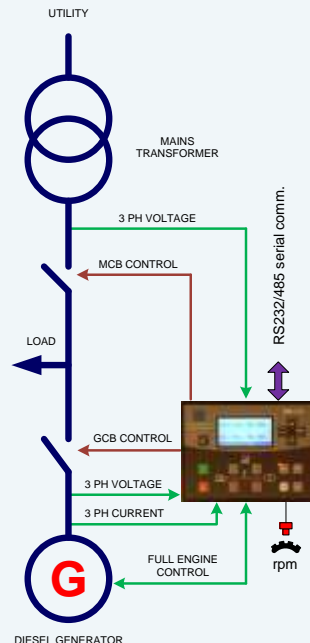 UTILITY
MAINS
TRANSFORMER
3 PH VOLTAGE
RS232/485 serial comm.
MCB CONTROL
LOAD
GCB CONTROL
3 PH VOLTAGE
3 PH CURRENT
FULL ENGINE
CONTROL
rpm
G
DIESEL GENERATOR